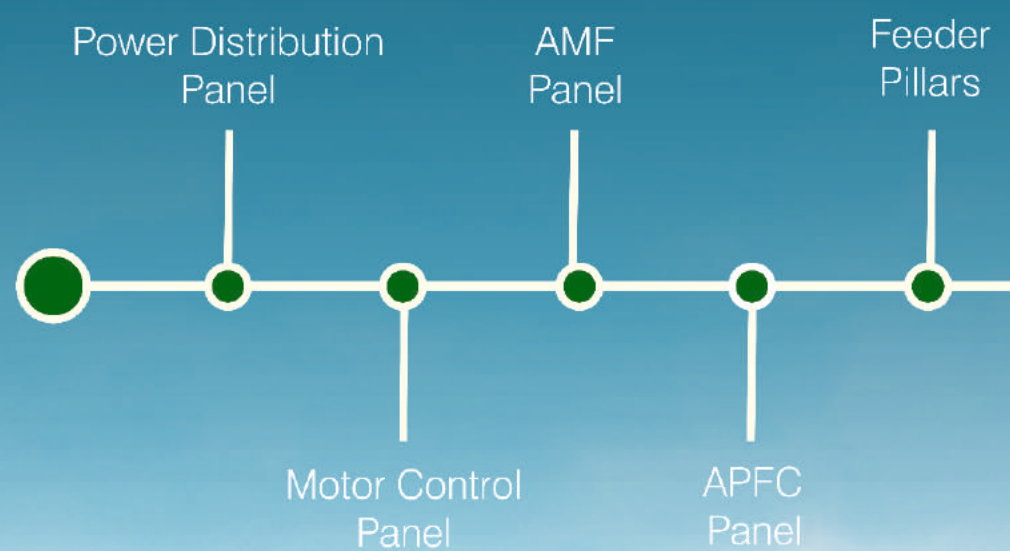 Power Distribution
Panel
AMF
Panel
Feeder
Pillars
Motor Control
Panel
APFC
Panel